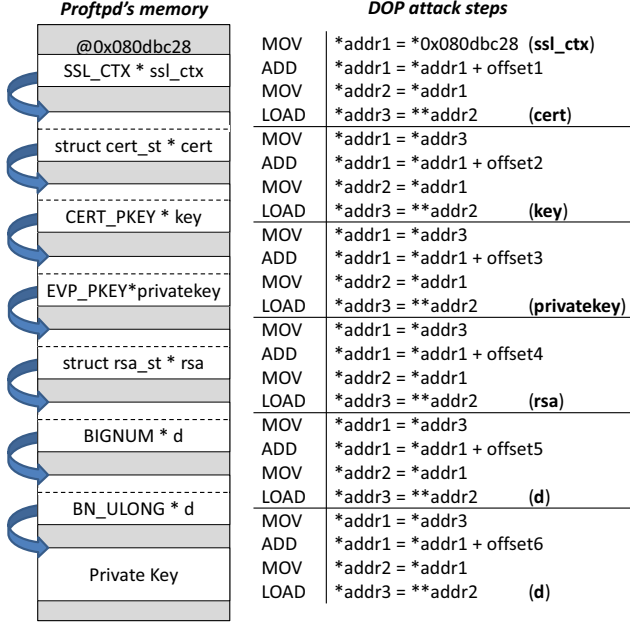 Proftpd's memory
@0x080dbc28
SSL_CTX * ssl_ctx
struct cert_st * cert
CERT_PKEY * key
EVP_PKEY*privatekey
struct rsa_st * rsa
BIGNUM * d
BN_ULONG * d
Private Key
DOP attack steps
MOV *addr1 = *0x080dbc28 (ssl_ctx)
ADD *addr1 = *addr1 + offset1
MOV *addr2 = *addr1
LOAD *addr3 = **addr2 (cert)
MOV *addr1 = *addr3
ADD *addr1 = *addr1 + offset2
MOV *addr2 = *addr1
LOAD *addr3 = **addr2 (key)
MOV *addr1 = *addr3
ADD *addr1 = *addr1 + offset3
MOV *addr2 = *addr1
LOAD *addr3 = **addr2 (privatekey)
MOV *addr1 = *addr3
ADD *addr1 = *addr1 + offset4
MOV *addr2 = *addr1
LOAD *addr3 = **addr2 (rsa)
MOV *addr1 = *addr3
ADD *addr1 = *addr1 + offset5
MOV *addr2 = *addr1
LOAD *addr3 = **addr2 (d)
MOV *addr1 = *addr3
ADD *addr1 = *addr1 + offset6
MOV *addr2 = *addr1
LOAD *addr3 = **addr2 (d)